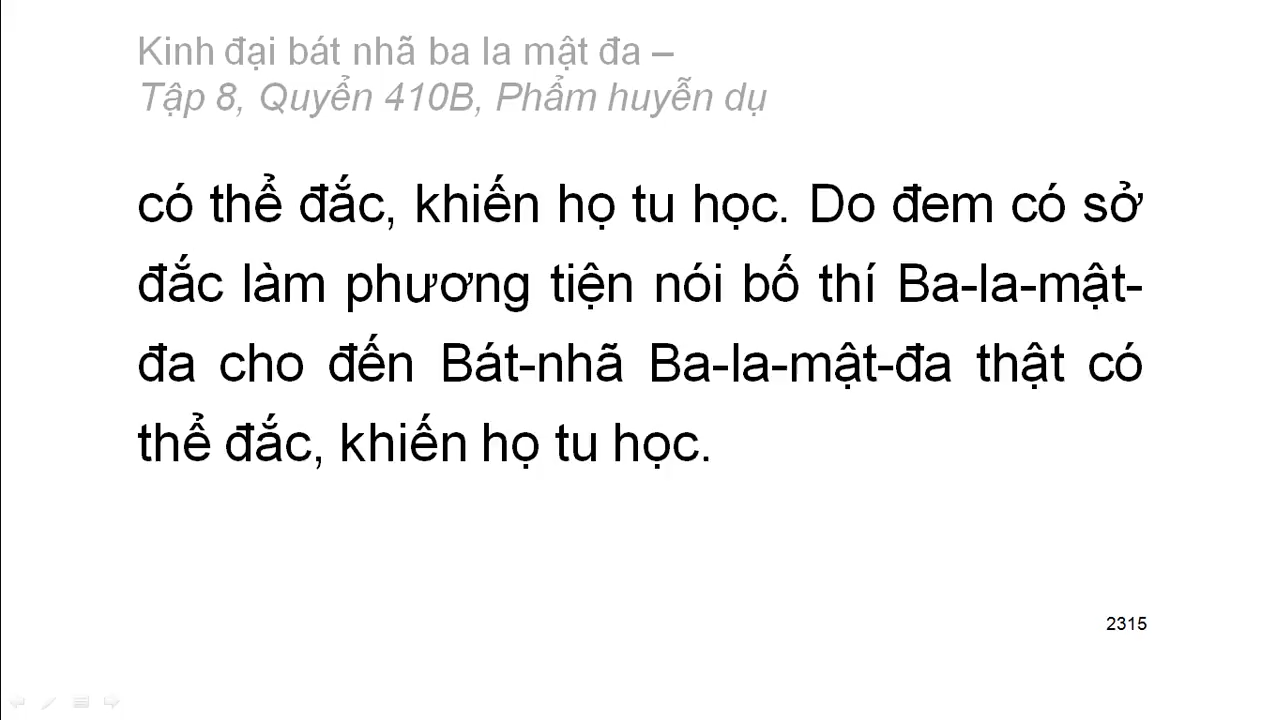 Kinh đại bát nhã ba la mật đa –
Tập 8, Quyển 410B, Phẩm huyễn dụ
có thể đắc, khiến họ tu học. Do đem có sở
đắc làm phương tiện nói bố thí Ba-la-mật-
đa cho đến Bát-nhã Ba-la-mật-đa thật có
thể đắc, khiến họ tu học.
2315